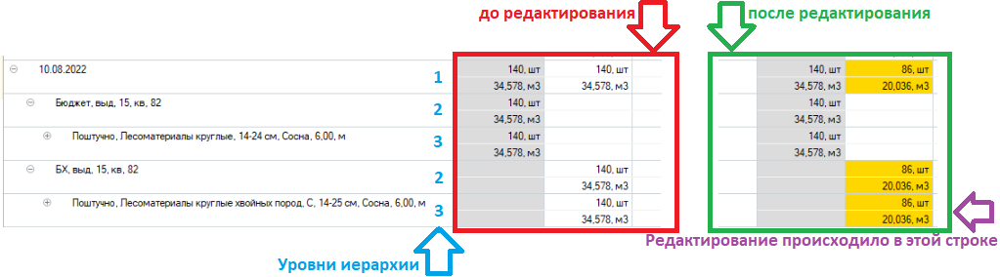 до редактирования после редактирования
10.08.2022 1 140, шт 140, шт 140, шт 86, шт
34,578, м3 34,578, м3 34,578, м3 20,036, м3
Бюджет, выд, 15, кв, 82 2 140, шт 140, шт
34,578, м3 34,578, м3
Поштучно, Лесоматериалы круглые, 14-24 см, Сосна, 6,00, м 3 140, шт 140, шт
34,578, м3 34,578, м3
БХ, выд, 15, кв, 82 2 140, шт 86, шт
34,578, м3 20,036, м3
Поштучно, Лесоматериалы круглые хвойных пород, С, 14-25 см, Сосна, 6,00, м 3 140, шт 86, шт
34,578, м3 20,036, м3
Редактирование происходило в этой строке
Уровни иерархии